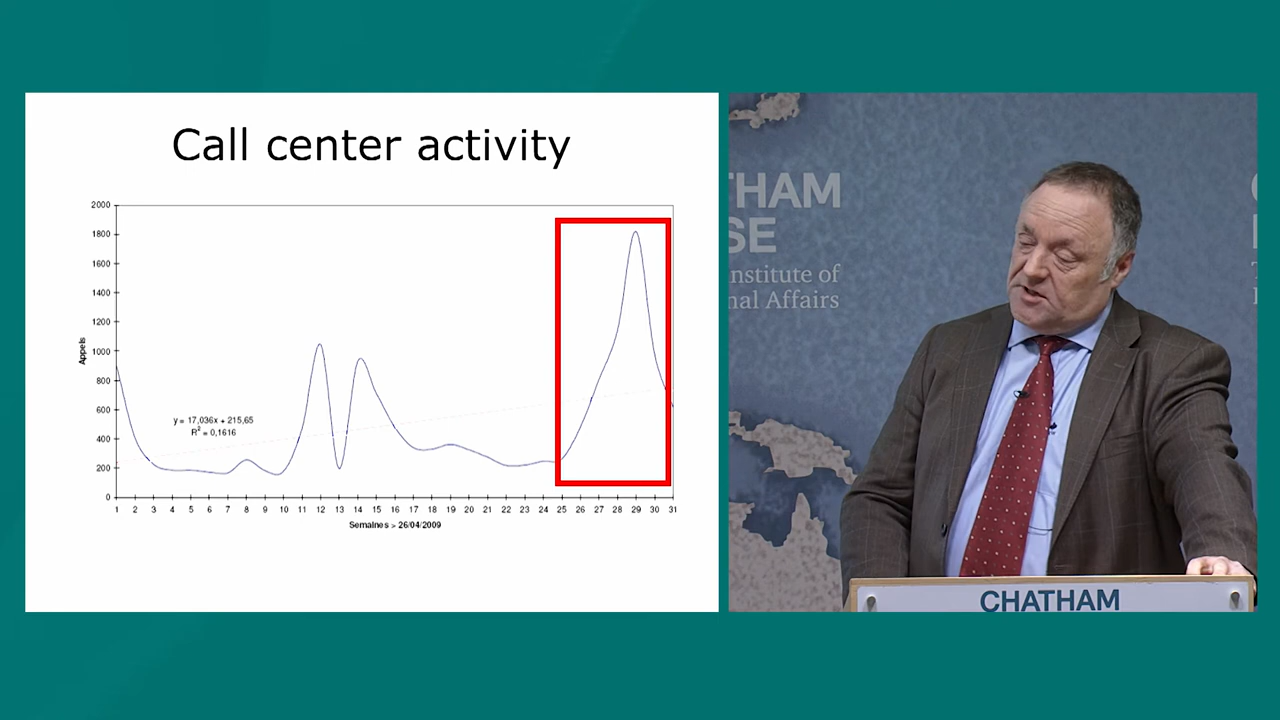 Call center activity
2000
1800
1600
1400
1200
1000
800
600
400
200
0
Appels
y = 17,036x + 215,65
R² = 0,1616
1 2 3 4 5 6 7 8 9 10 11 12 13 14 15 16 17 18 19 20 21 22 23 24 25 26 27 28 29 30 31
Semaines > 26/04/2009
THAM
SE
nstitute of
nal Affairs
CHATHAM